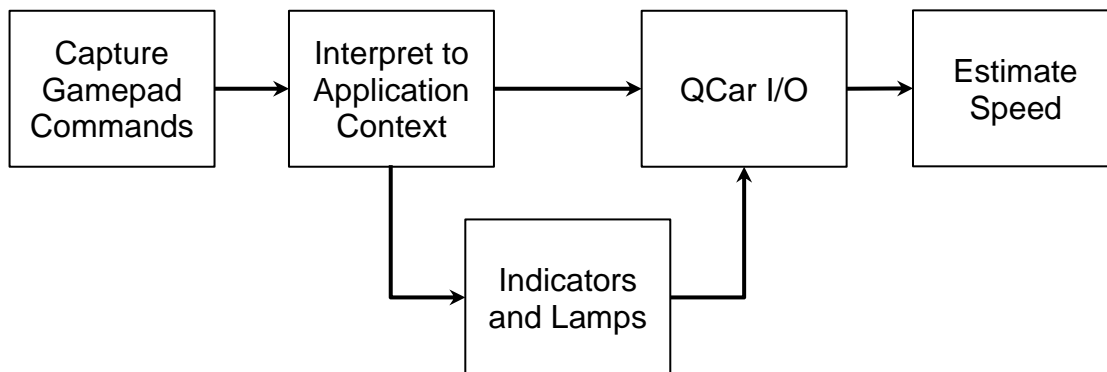 Capture
Gamepad
Commands
Interpret to
Application
Context
QCar I/O
Estimate
Speed
Indicators
and Lamps